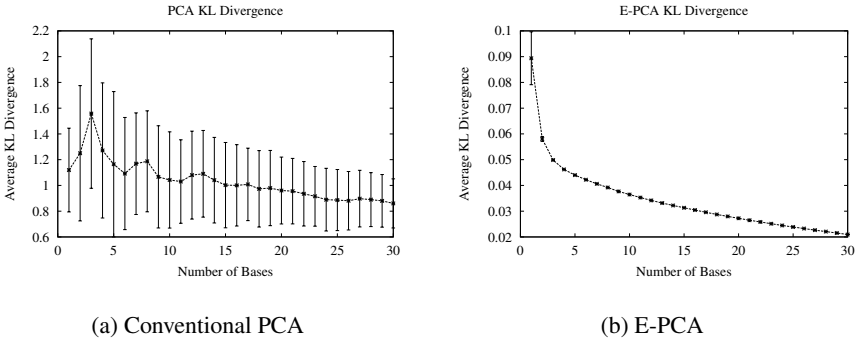 PCA KL Divergence
2.2
2
1.8
1.6
1.4
1.2
1
0.8
0.6
Average KL Divergence
0 5 10 15 20 25 30
Number of Bases
(a) Conventional PCA
E-PCA KL Divergence
0.1
0.09
0.08
0.07
0.06
0.05
0.04
0.03
0.02
Average KL Divergence
0 5 10 15 20 25 30
Number of Bases
(b) E-PCA